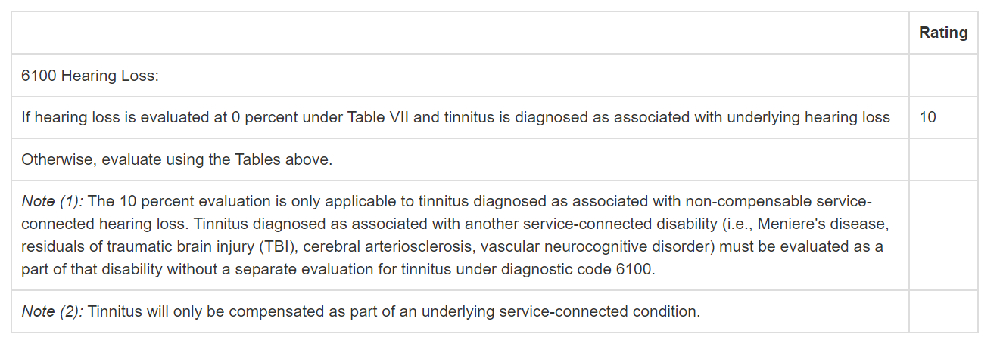 Rating
6100 Hearing Loss:
If hearing loss is evaluated at 0 percent under Table VII and tinnitus is diagnosed as associated with underlying hearing loss 10
Otherwise, evaluate using the Tables above.
Note (1): The 10 percent evaluation is only applicable to tinnitus diagnosed as associated with non-compensable service-
connected hearing loss. Tinnitus diagnosed as associated with another service-connected disability (i.e., Meniere's disease,
residuals of traumatic brain injury (TBI), cerebral arteriosclerosis, vascular neurocognitive disorder) must be evaluated as a
part of that disability without a separate evaluation for tinnitus under diagnostic code 6100.
Note (2): Tinnitus will only be compensated as part of an underlying service-connected condition.